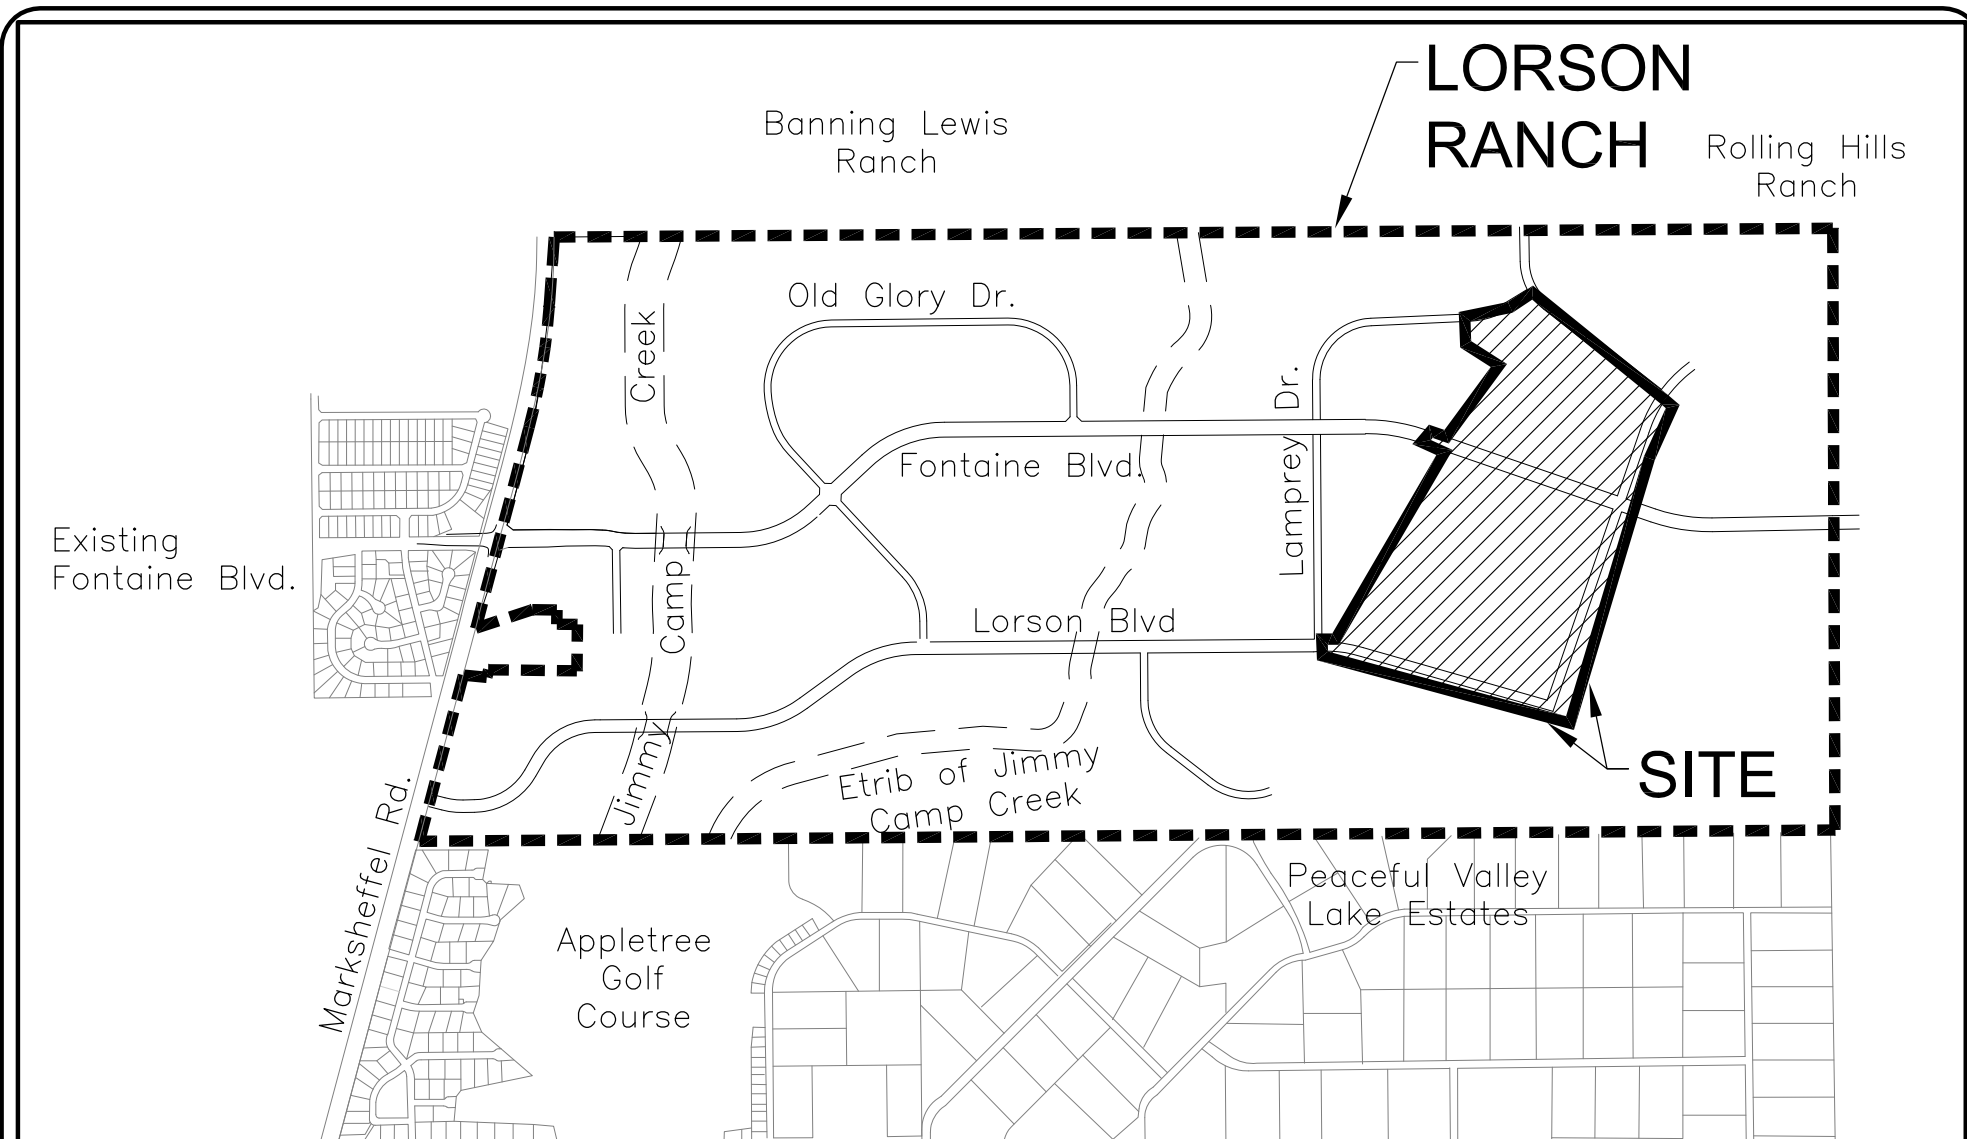 LORSON
RANCH
Banning Lewis
Ranch
Rolling Hills
Ranch
Old Glory Dr.
Creek
Lamprey Dr.
Fontaine Blvd.
Existing
Fontaine Blvd.
Camp
Lorson Blvd
Jimmy
Etrib of Jimmy
Camp Creek
SITE
Marksheffel Rd.
Peaceful Valley
Lake Estates
Appletree
Golf
Course